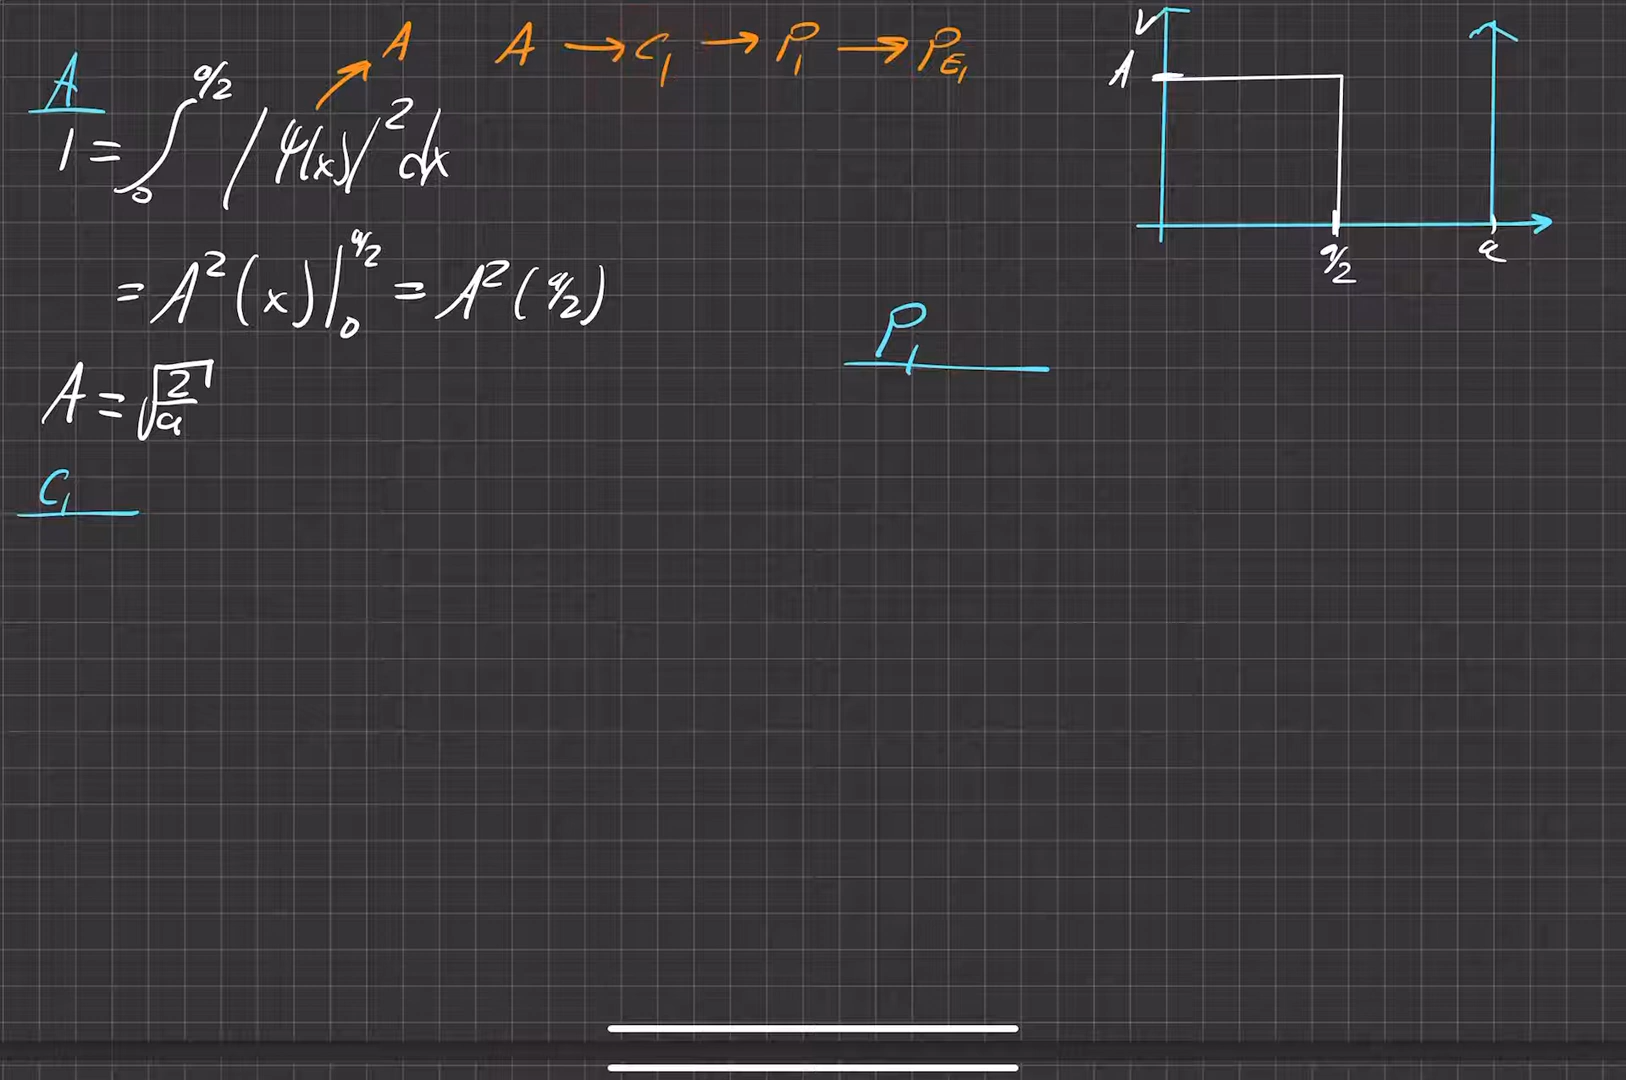 A → C₁ → P₁ → P_E₁
A
A
1 = ∫₀^(a/2) |Ψ(x)|² dx
= A² (x)|₀^(a/2) = A² (a/2)
A = √(2/a)
C₁
P₁
V
A
a/2
a